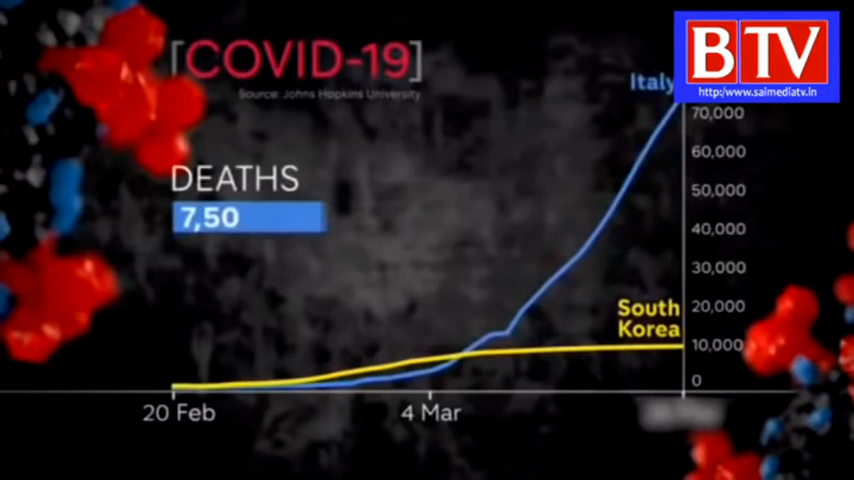 [COVID-19]
Source: Johns Hopkins University
DEATHS
7,50
BTV
http:/www.saimediatv.in
Italy
70,000
60,000
50,000
40,000
30,000
20,000
10,000
0
South
Korea
20 Feb
4 Mar